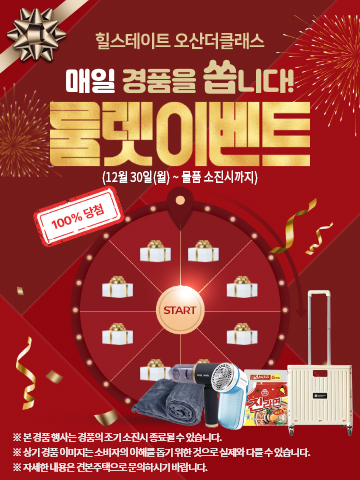 힐스테이트 오산더클래스
매일 경품을 쏩니다!
룰렛이벤트
(12월 30일(월) ~ 물품 소진시까지)
100% 당첨
START
진라면
※ 본 경품 행사는 경품의 조기 소진시 종료될 수 있습니다.
※ 상기 경품 이미지는 소비자의 이해를 돕기 위한 것으로 실제와 다를 수 있습니다.
※ 자세한 내용은 견본주택으로 문의하시기 바랍니다.